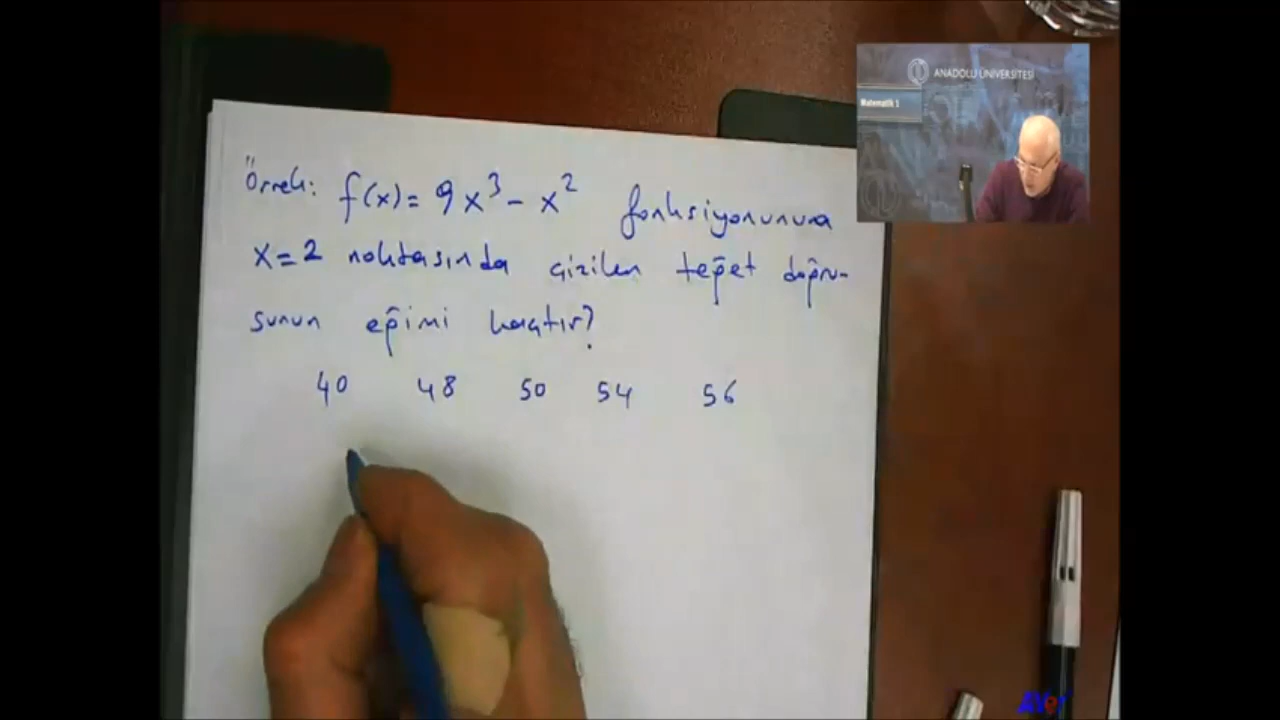 ANADOLU ÜNİVERSİTESİ
Matematik 1
Örnek: f(x) = 9x³ - x² fonksiyonuna
x = 2 noktasında çizilen teğet doğru-
sunun eğimi kaçtır?
40 48 50 54 56
AVer